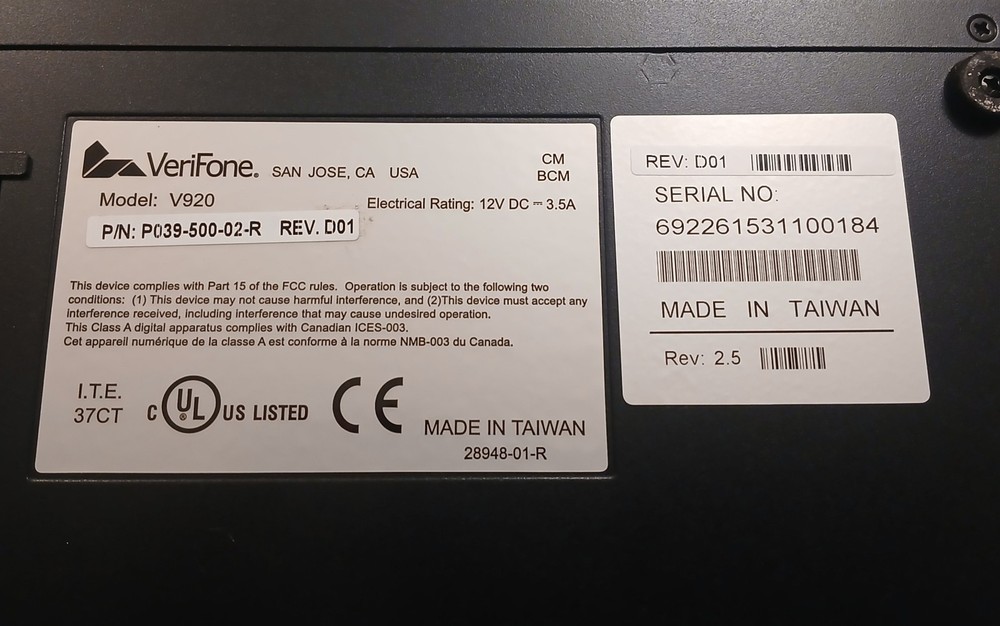 VeriFone® SAN JOSE, CA USA
CM
BCM
Model: V920
Electrical Rating: 12V DC ⎓ 3.5A
P/N: P039-500-02-R REV. D01
This device complies with Part 15 of the FCC rules. Operation is subject to the following two
conditions: (1) This device may not cause harmful interference, and (2)This device must accept any
interference received, including interference that may cause undesired operation.
This Class A digital apparatus complies with Canadian ICES-003.
Cet appareil numérique de la classe A est conforme à la norme NMB-003 du Canada.
I.T.E.
37CT
C UL® US LISTED
CE
MADE IN TAIWAN
28948-01-R
REV: D01
SERIAL NO:
692261531100184
MADE IN TAIWAN
Rev: 2.5